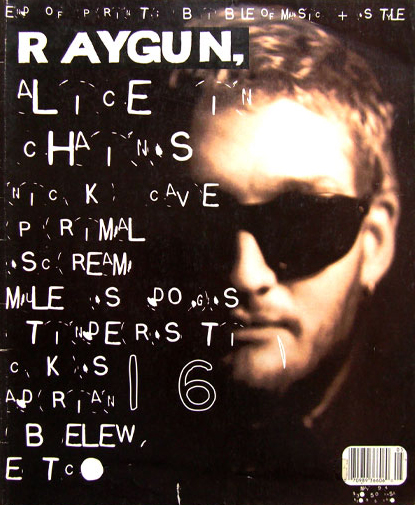 END OF PRINT: BIBLE OF MUSIC + STYLE
RAYGUN,
ALICE IN
CHAINS
NICK CAVE
PRIMAL
SCREAM
MULE DOGS
TINDERSTI
CKS 16
ADRIAN
BELEW,
ETC